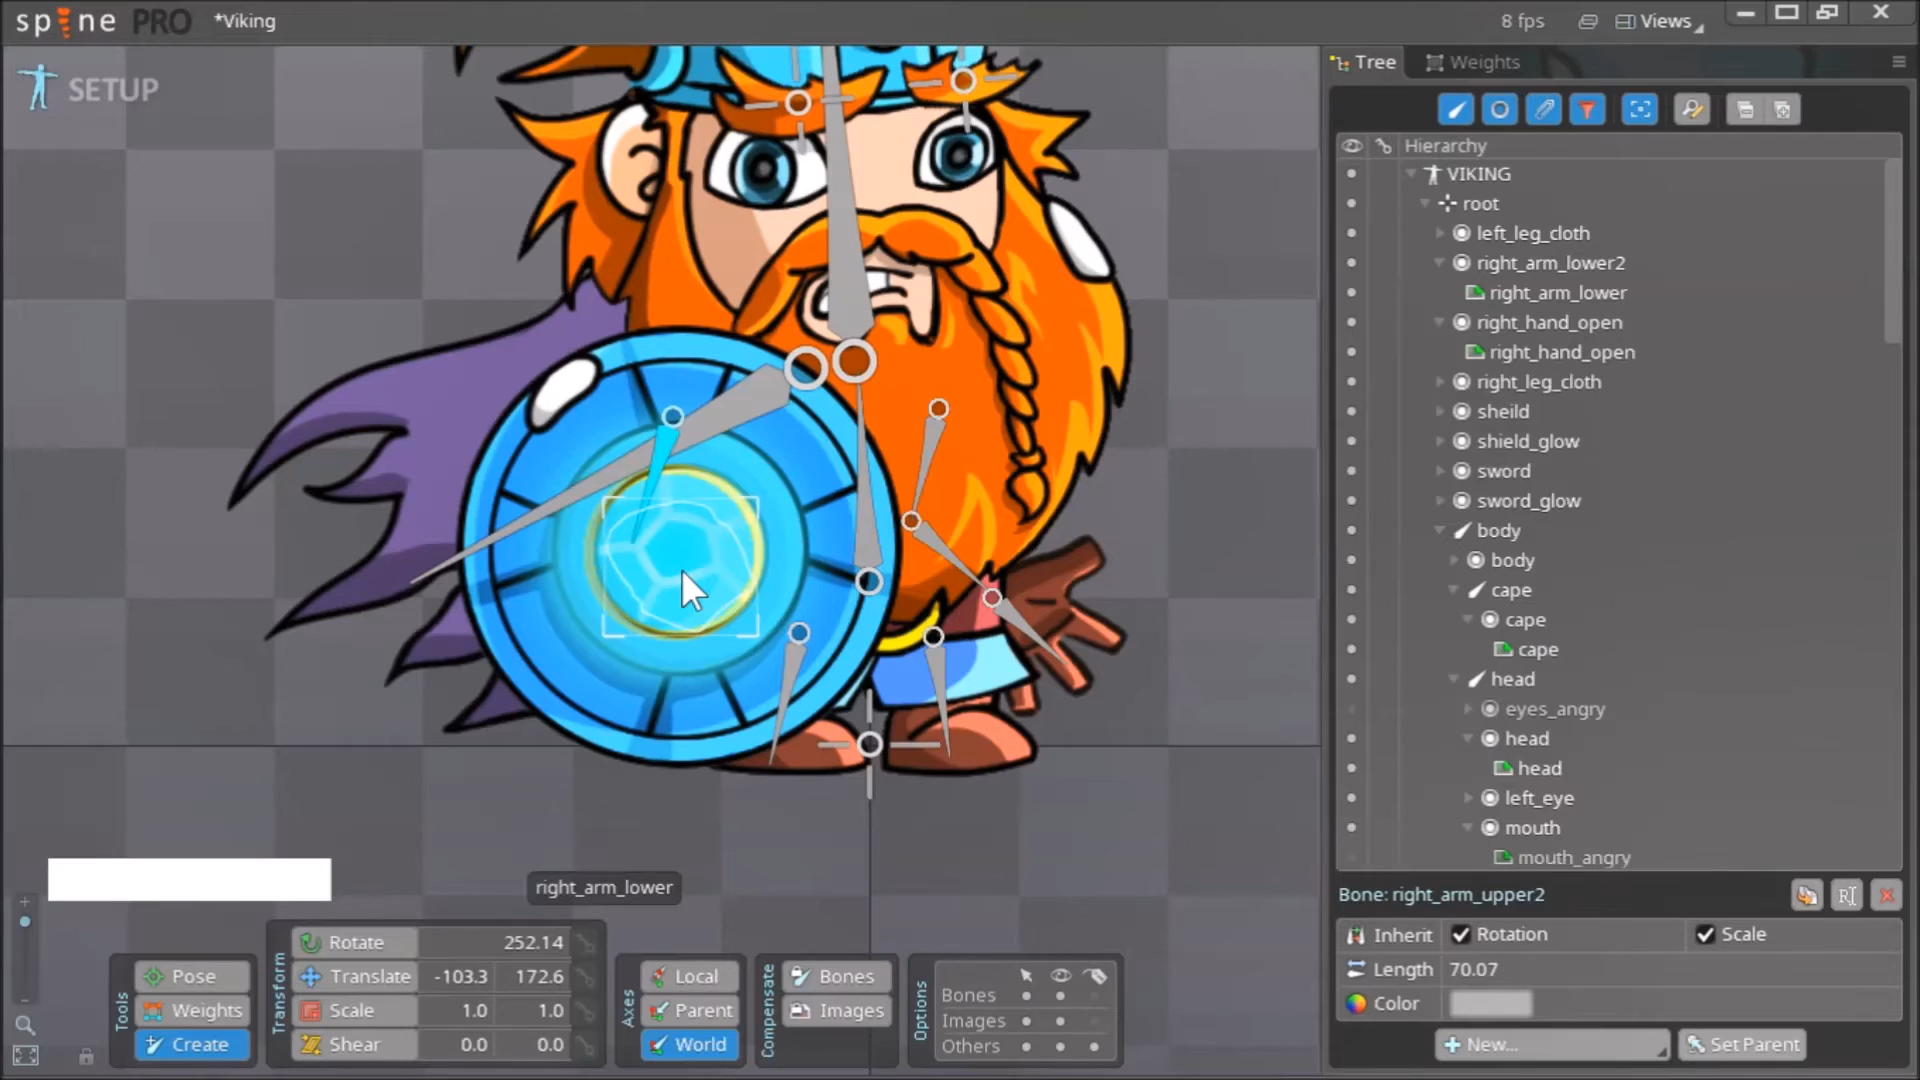 spine PRO *Viking 8 fps Views
SETUP
Tree Weights
Hierarchy
VIKING
root
left_leg_cloth
right_arm_lower2
right_arm_lower
right_hand_open
right_hand_open
right_leg_cloth
sheild
shield_glow
sword
sword_glow
body
body
cape
cape
cape
head
eyes_angry
head
head
left_eye
mouth
mouth_angry
Bone: right_arm_upper2
Inherit Rotation Scale
Length 70.07
Color
New... Set Parent
right_arm_lower
Tools
Pose
Weights
Create
Transform
Rotate 252.14
Translate -103.3 172.6
Scale 1.0 1.0
Shear 0.0 0.0
Axes
Local
Parent
World
Compensate
Bones
Images
Options
Bones
Images
Others